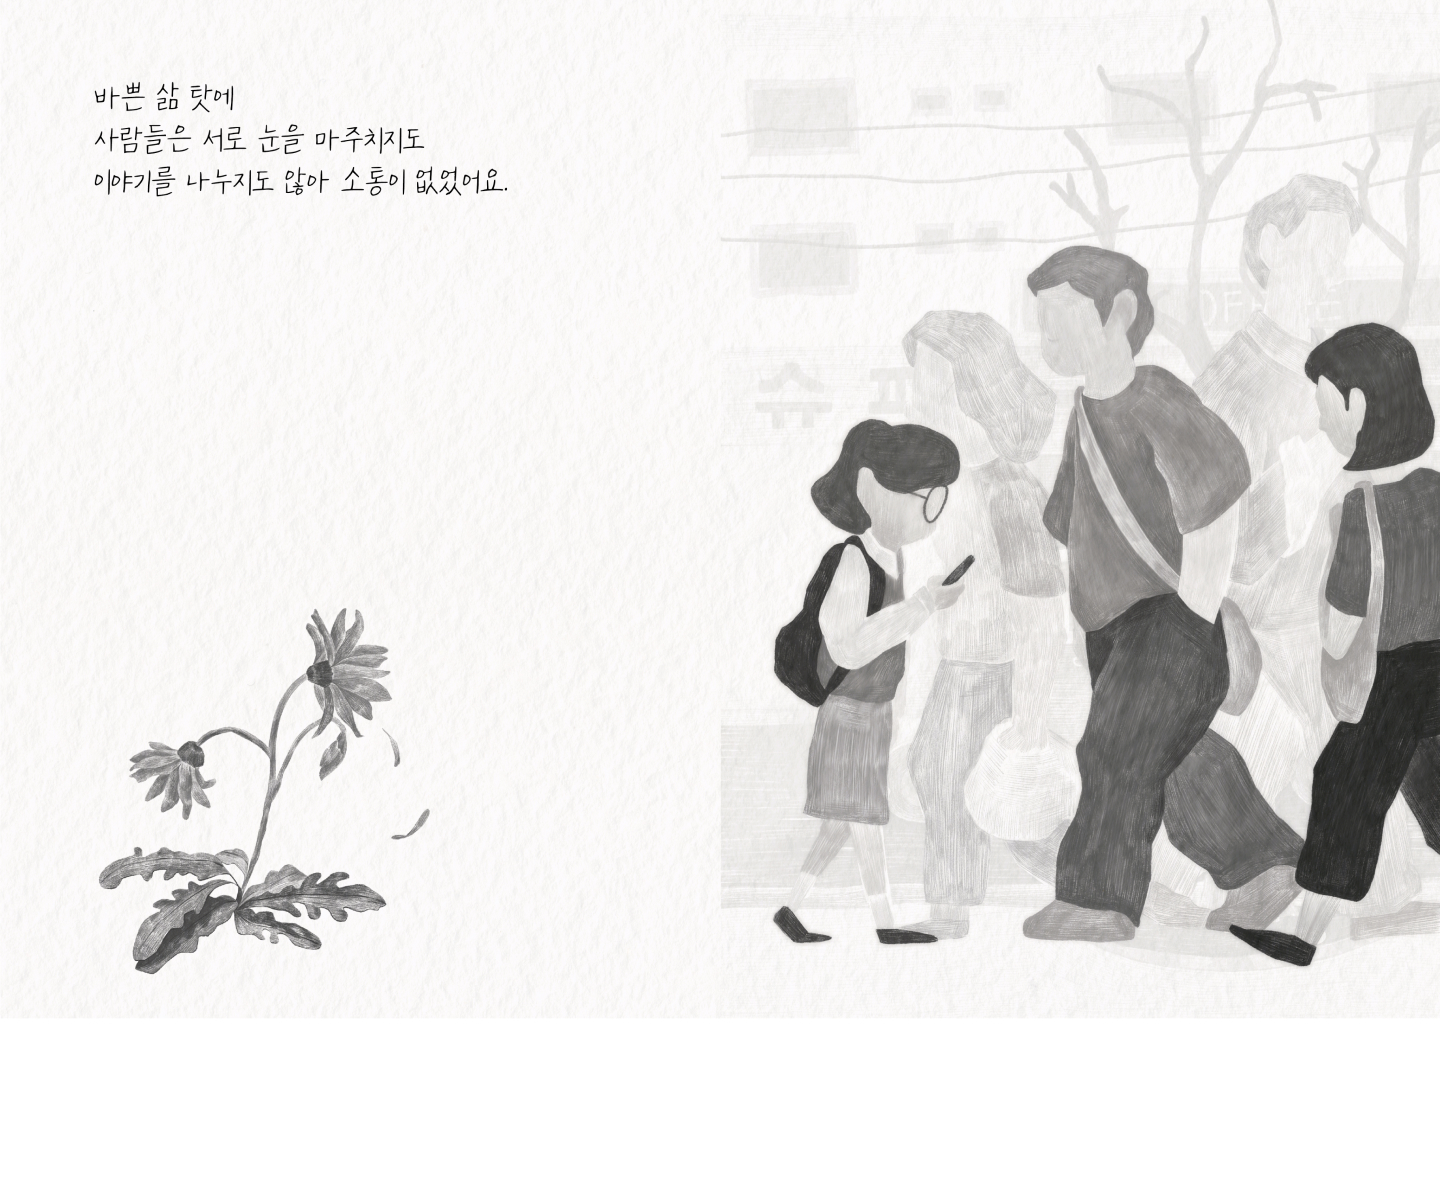 바쁜 삶 탓에
사람들은 서로 눈을 마주치지도
이야기를 나누지도 않아 소통이 없었어요.
슈